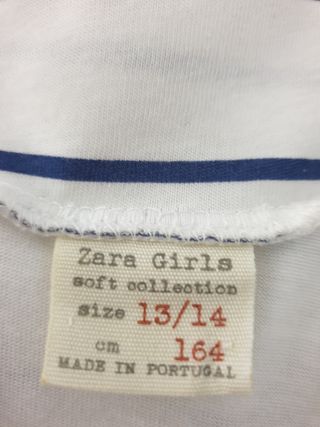 Zara Girls
soft collection
size 13/14
cm 164
MADE IN PORTUGAL